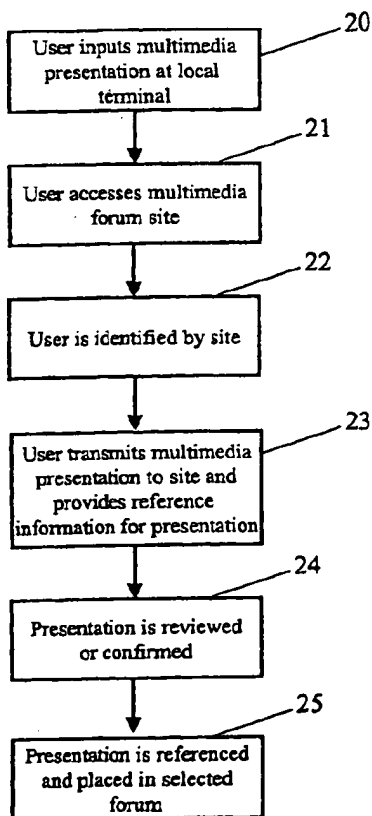 20
User inputs multimedia
presentation at local
terminal
21
User accesses multimedia
forum site
22
User is identified by site
23
User transmits multimedia
presentation to site and
provides reference
information for presentation
24
Presentation is reviewed
or confirmed
25
Presentation is referenced
and placed in selected
forum